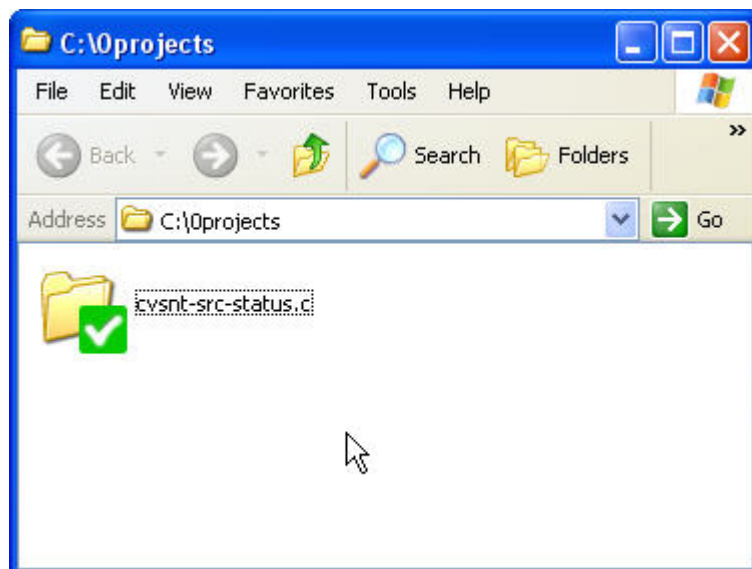 C:\0projects
File Edit View Favorites Tools Help
Back Search Folders »
Address C:\0projects Go
cvsnt-src-status.c